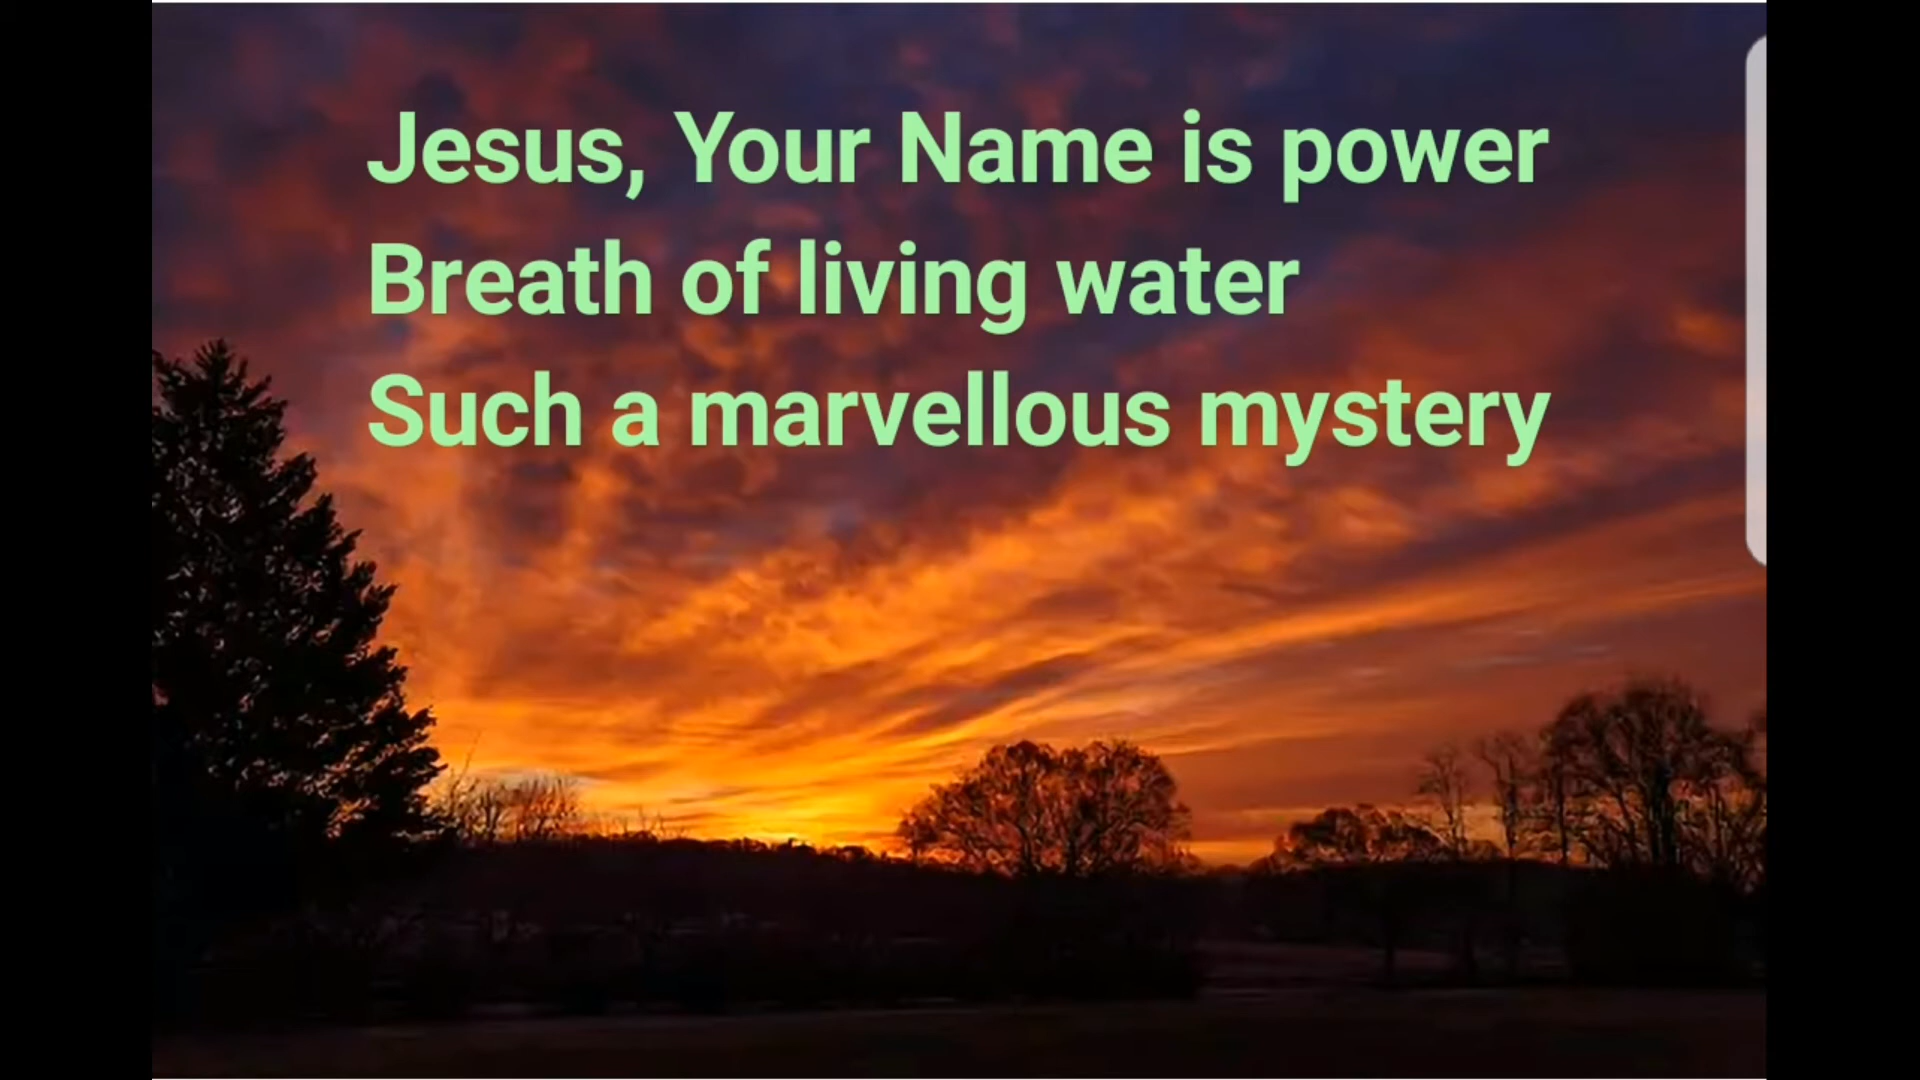 Jesus, Your Name is power
Breath of living water
Such a marvellous mystery